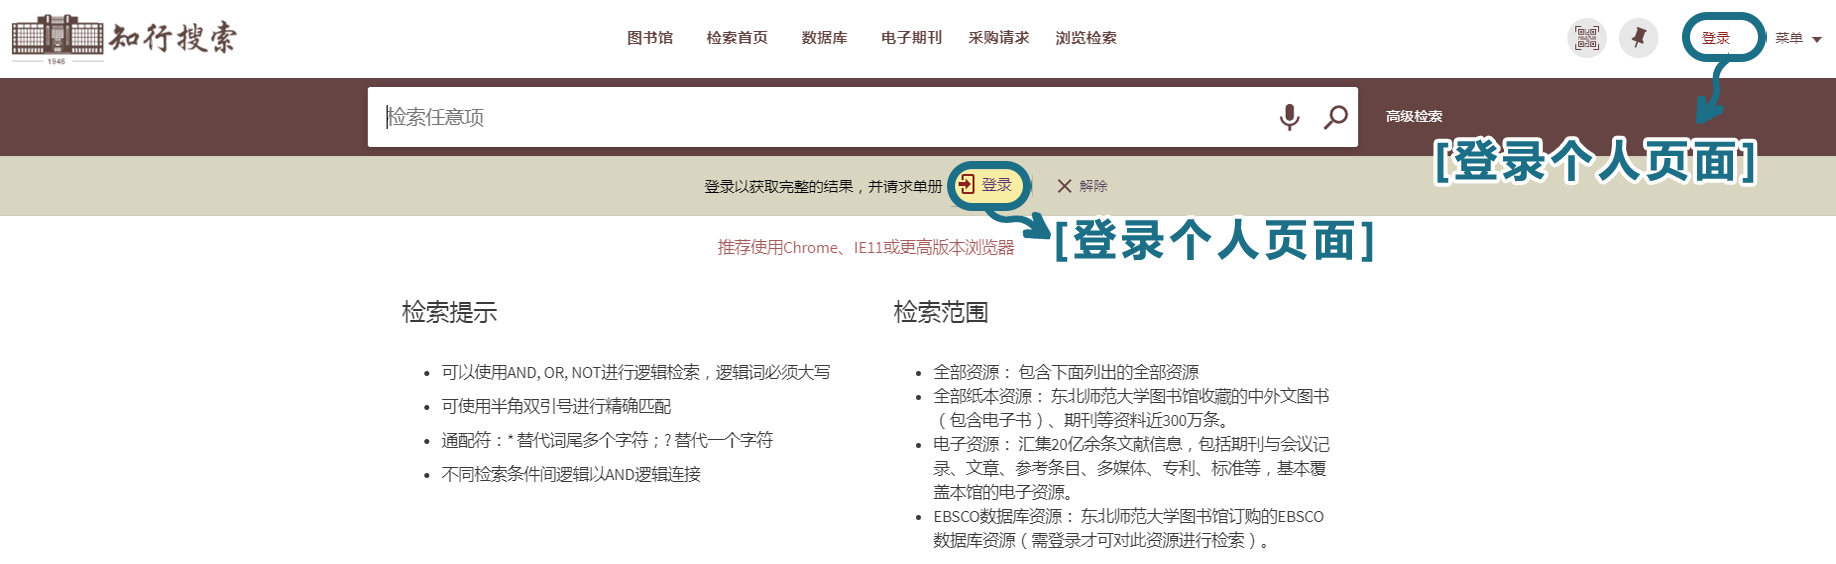 知行搜索
1946
图书馆 检索首页 数据库 电子期刊 采购请求 浏览检索
登录 菜单
检索任意项
高级检索
[登录个人页面]
登录以获取完整的结果，并请求单册 登录 解除
[登录个人页面]
推荐使用Chrome、IE11或更高版本浏览器
检索提示
• 可以使用AND, OR, NOT进行逻辑检索，逻辑词必须大写
• 可使用半角双引号进行精确匹配
• 通配符：* 替代词尾多个字符；? 替代一个字符
• 不同检索条件间逻辑以AND逻辑连接
检索范围
• 全部资源： 包含下面列出的全部资源
• 全部纸本资源： 东北师范大学图书馆收藏的中外文图书
（包含电子书）、期刊等资料近300万条。
• 电子资源： 汇集20亿余条文献信息，包括期刊与会议记
录、文章、参考条目、多媒体、专利、标准等，基本覆
盖本馆的电子资源。
• EBSCO数据库资源： 东北师范大学图书馆订购的EBSCO
数据库资源（需登录才可对此资源进行检索）。